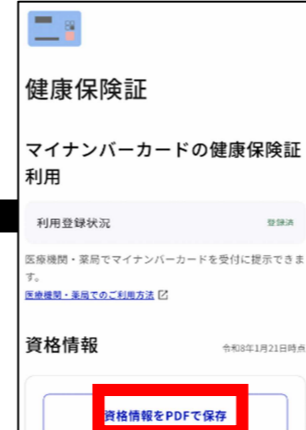 健康保険証
マイナンバーカードの健康保険証
利用
利用登録状況 登録済
医療機関・薬局でマイナンバーカードを受付に提示できま
す。
医療機関・薬局でのご利用方法
資格情報 令和8年1月21日時点
資格情報をPDFで保存